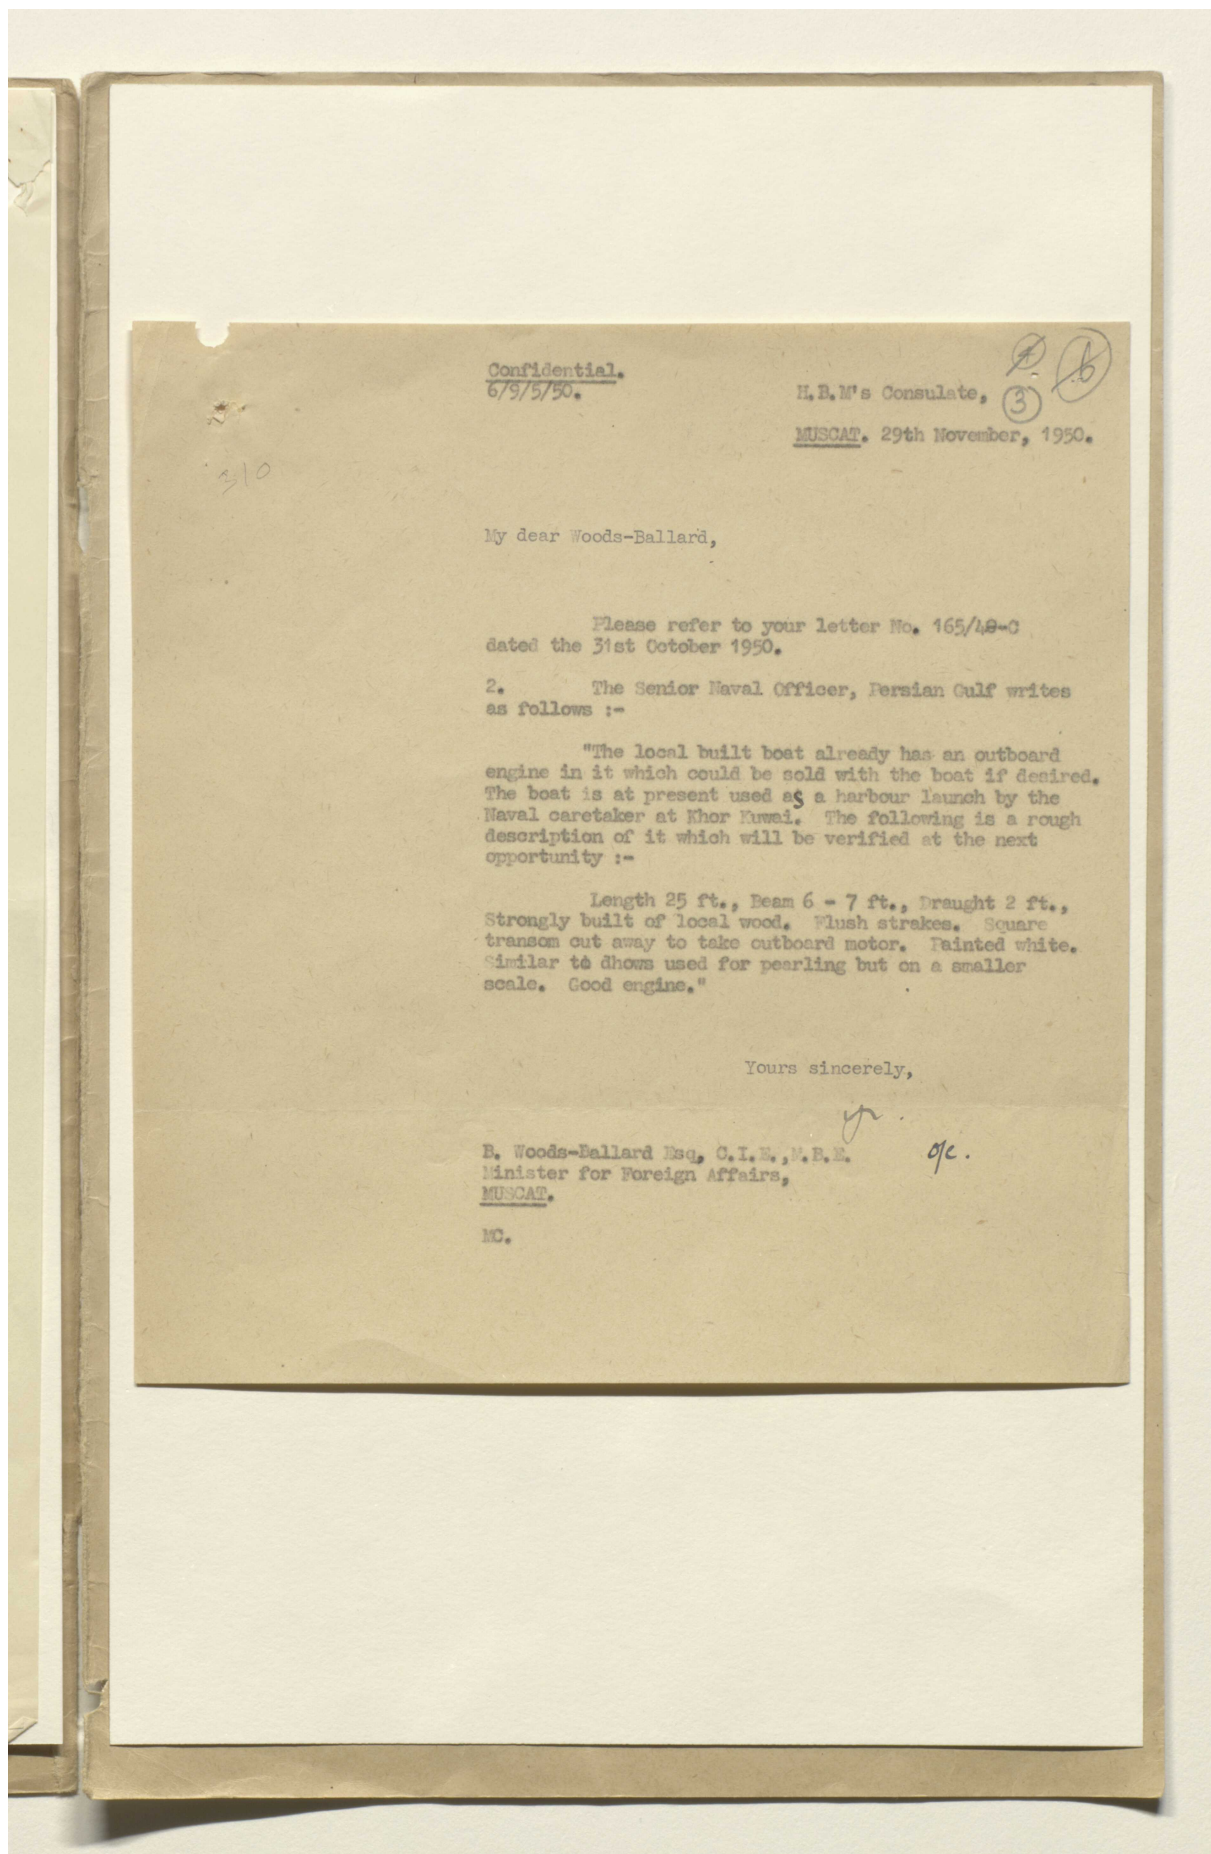 Confidential.
6/9/5/50.
H.B.M's Consulate,
3
6
MUSCAT. 29th November, 1950.
310
My dear Woods-Ballard,
Please refer to your letter No. 165/49-C
dated the 31st October 1950.
2. The Senior Naval Officer, Persian Gulf writes
as follows :-
"The local built boat already has an outboard
engine in it which could be sold with the boat if desired.
The boat is at present used as a harbour launch by the
Naval caretaker at Khor Kuwai. The following is a rough
description of it which will be verified at the next
opportunity :-
Length 25 ft., Beam 6 - 7 ft., Draught 2 ft.,
Strongly built of local wood. Flush strakes. Square
transom cut away to take outboard motor. Painted white.
Similar to dhows used for pearling but on a smaller
scale. Good engine."
Yours sincerely,
B. Woods-Ballard Esq, C.I.E.,M.B.E.
o/c.
Minister for Foreign Affairs,
MUSCAT.
MC.